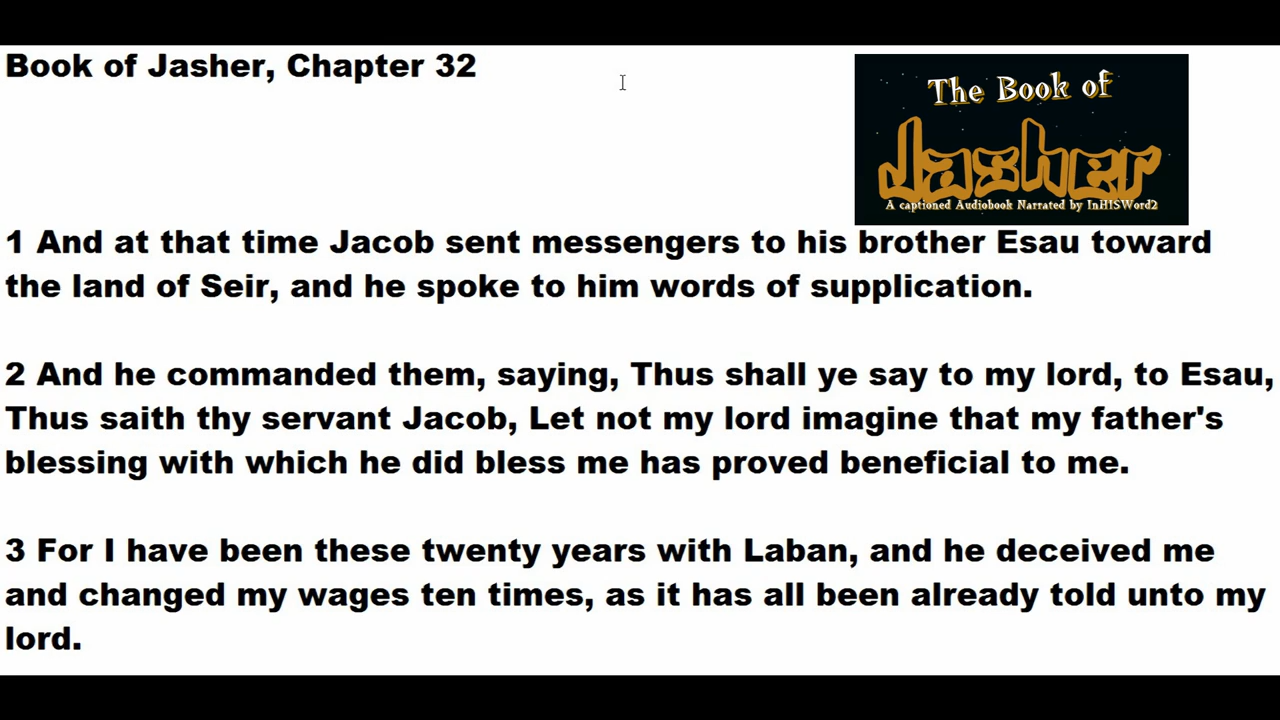 Book of Jasher, Chapter 32
The Book of
Jasher
A captioned Audiobook Narrated by InHISWord2
1 And at that time Jacob sent messengers to his brother Esau toward
the land of Seir, and he spoke to him words of supplication.
2 And he commanded them, saying, Thus shall ye say to my lord, to Esau,
Thus saith thy servant Jacob, Let not my lord imagine that my father's
blessing with which he did bless me has proved beneficial to me.
3 For I have been these twenty years with Laban, and he deceived me
and changed my wages ten times, as it has all been already told unto my
lord.